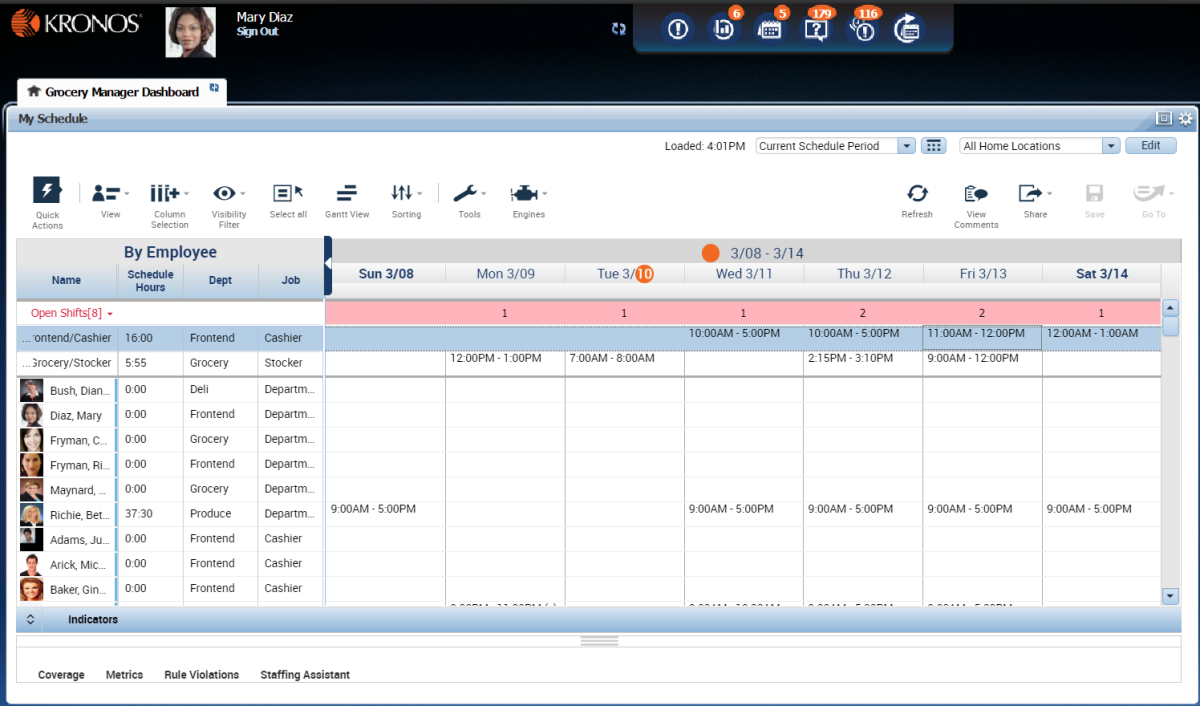 KRONOS
Mary Diaz
Sign Out
6 5 179 116
Grocery Manager Dashboard
My Schedule
Loaded: 4:01PM Current Schedule Period All Home Locations Edit
Quick Actions View Column Selection Visibility Filter Select all Gantt View Sorting Tools Engines Refresh View Comments Share Save Go To
By Employee 3/08 - 3/14
Name Schedule Hours Dept Job Sun 3/08 Mon 3/09 Tue 3/10 Wed 3/11 Thu 3/12 Fri 3/13 Sat 3/14
Open Shifts[8] 1 1 1 2 2 1
...rontend/Cashier 16:00 Frontend Cashier 10:00AM - 5:00PM 10:00AM - 5:00PM 11:00AM - 12:00PM 12:00AM - 1:00AM
...Grocery/Stocker 5:55 Grocery Stocker 12:00PM - 1:00PM 7:00AM - 8:00AM 2:15PM - 3:10PM 9:00AM - 12:00PM
Bush, Dian... 0:00 Deli Departm...
Diaz, Mary 0:00 Frontend Departm...
Fryman, C... 0:00 Grocery Departm...
Fryman, Ri... 0:00 Frontend Departm...
Maynard, ... 0:00 Grocery Departm...
Richie, Bet... 37:30 Produce Departm... 9:00AM - 5:00PM 9:00AM - 5:00PM 9:00AM - 5:00PM 9:00AM - 5:00PM 9:00AM - 5:00PM
Adams, Ju... 0:00 Frontend Cashier
Arick, Mic... 0:00 Frontend Cashier
Baker, Gin... 0:00 Frontend Cashier
Indicators
Coverage Metrics Rule Violations Staffing Assistant